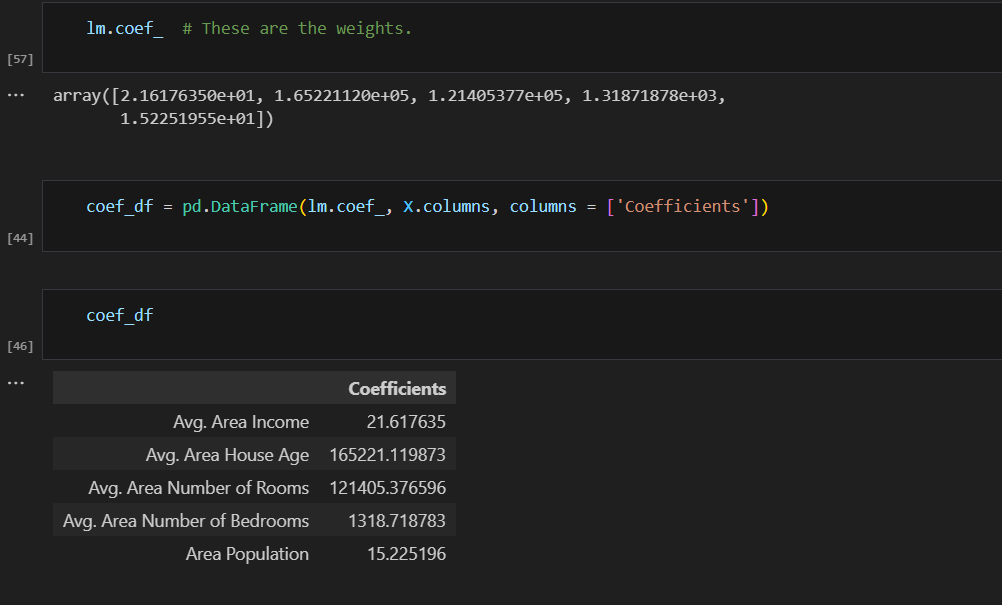 lm.coef_  # These are the weights.
[57]
...
array([2.16176350e+01, 1.65221120e+05, 1.21405377e+05, 1.31871878e+03,
1.52251955e+01])
coef_df = pd.DataFrame(lm.coef_, X.columns, columns = ['Coefficients'])
[44]
coef_df
[46]
...
Coefficients
Avg. Area Income 21.617635
Avg. Area House Age 165221.119873
Avg. Area Number of Rooms 121405.376596
Avg. Area Number of Bedrooms 1318.718783
Area Population 15.225196